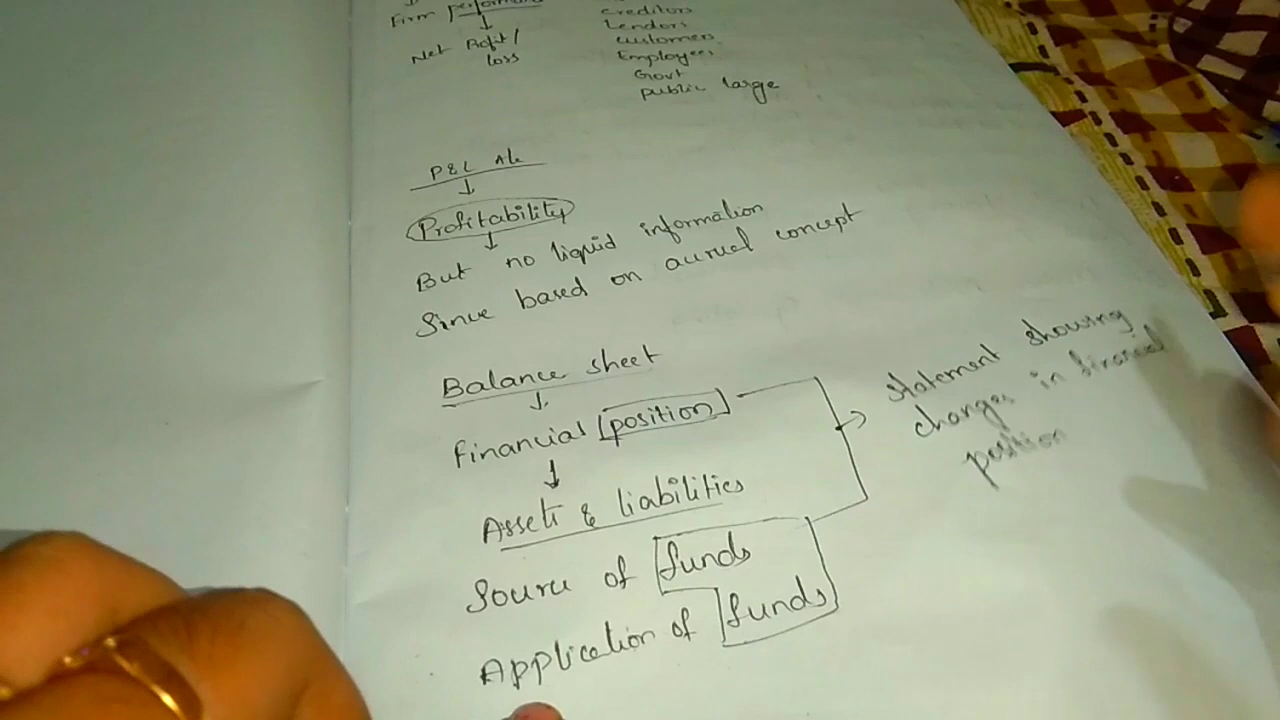 Firm performance
Net Profit/
loss
creditors
Lendors
customers
Employees
Govt
public large
P&L A/c
Profitability
But no liquid information
Since based on accrual concept
Balance sheet
financial position
Assets & liabilities
Source of funds
Application of funds
statement showing
changes in financial
position